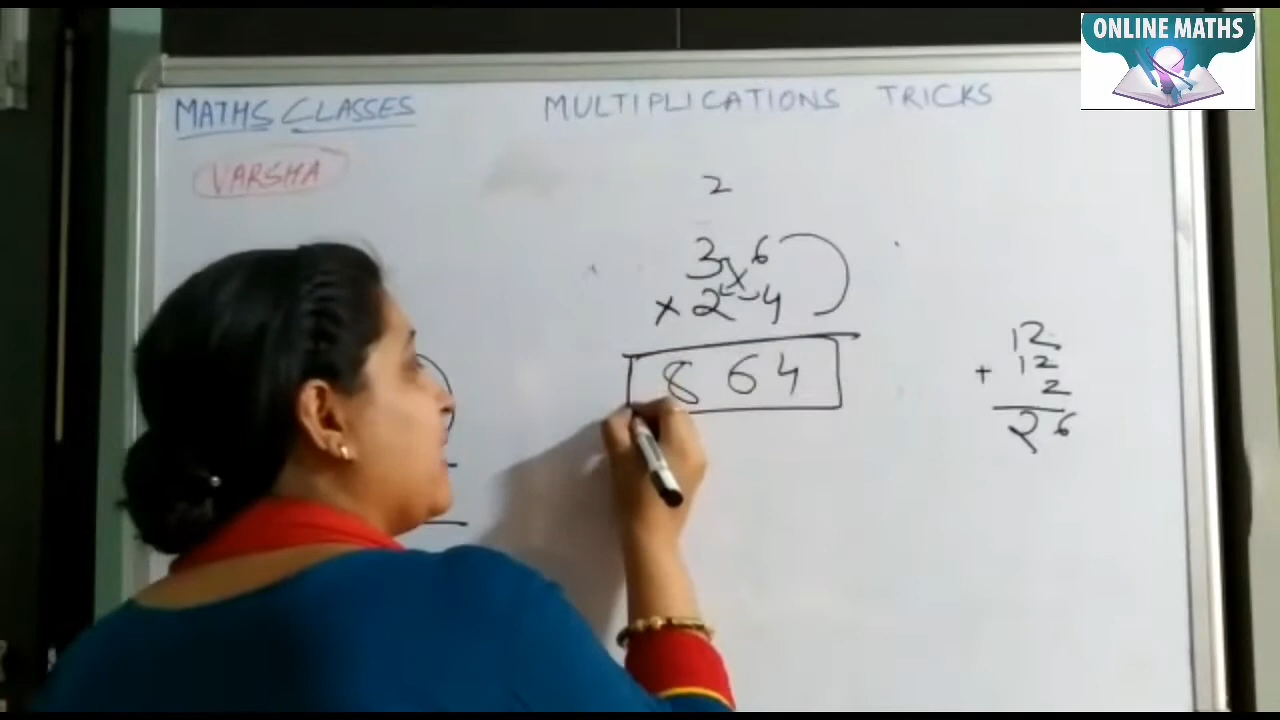 ONLINE MATHS
MATHS CLASSES
MULTIPLICATIONS TRICKS
VARSHA
2
3 6
× 2 4
8 6 4
12
12
+ 2
26